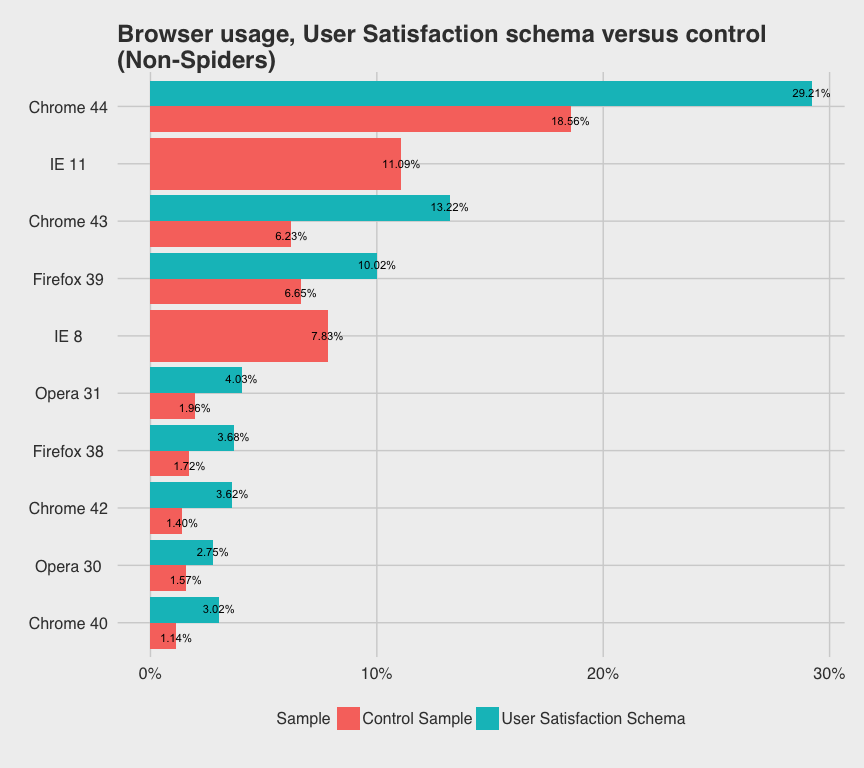 Browser usage, User Satisfaction schema versus control
(Non-Spiders)
Chrome 44
29.21%
18.56%
IE 11
11.09%
Chrome 43
13.22%
6.23%
Firefox 39
10.02%
6.65%
IE 8
7.83%
Opera 31
4.03%
1.96%
Firefox 38
3.68%
1.72%
Chrome 42
3.62%
1.40%
Opera 30
2.75%
1.57%
Chrome 40
3.02%
1.14%
0% 10% 20% 30%
Sample Control Sample User Satisfaction Schema